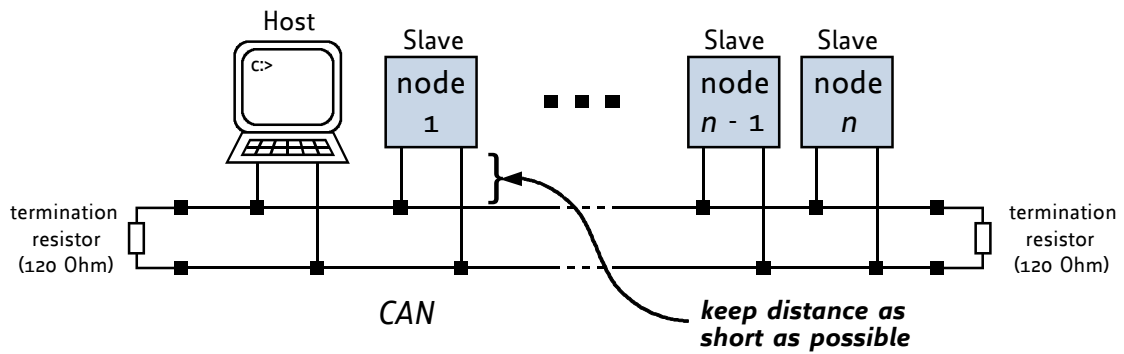 Host
c:>
Slave
node
1
Slave
node
n - 1
Slave
node
n
termination
resistor
(120 Ohm)
termination
resistor
(120 Ohm)
CAN
keep distance as
short as possible